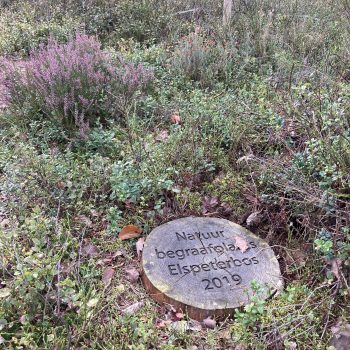 Natuur
begraafplaats
Elspeterbos
2019